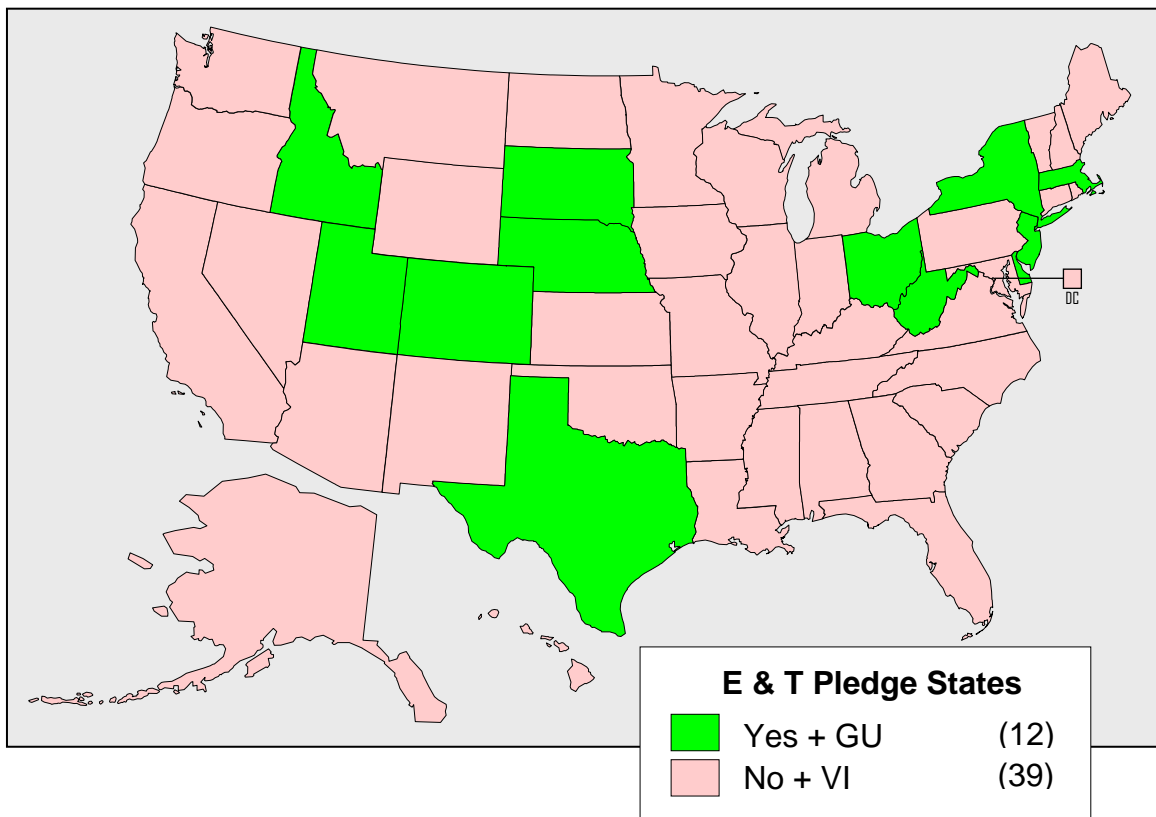 DC
E & T Pledge States
Yes + GU (12)
No + VI (39)